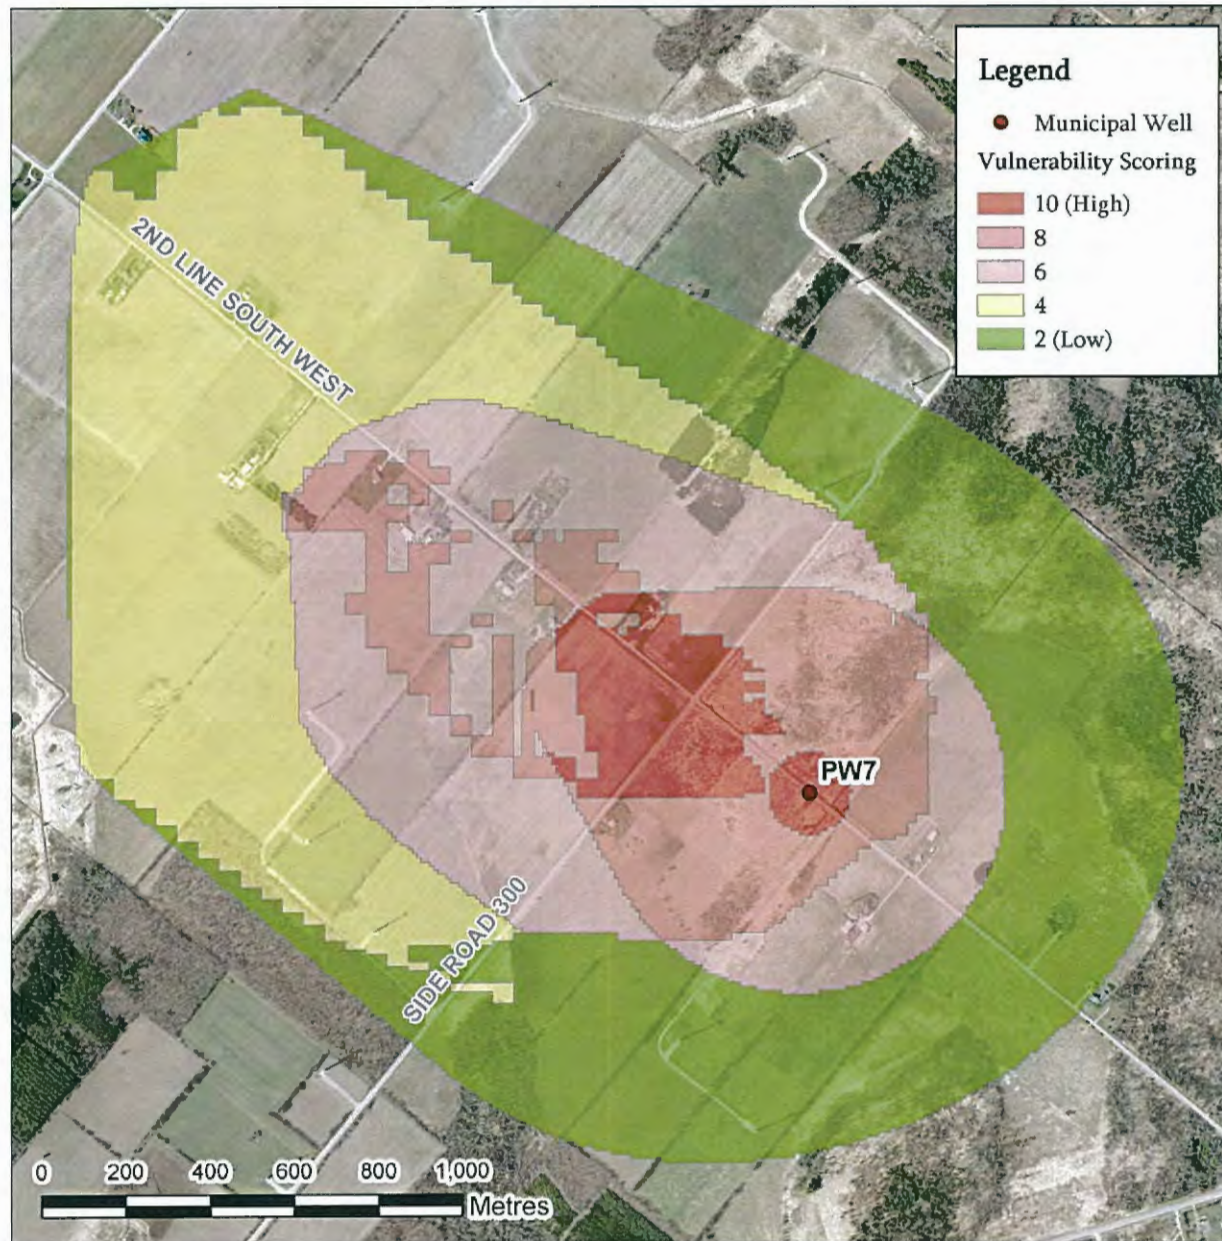 Legend
Municipal Well
Vulnerability Scoring
10 (High)
8
6
4
2 (Low)
2ND LINE SOUTH WEST
PW7
SIDE ROAD 300
0 200 400 600 800 1,000
Metres